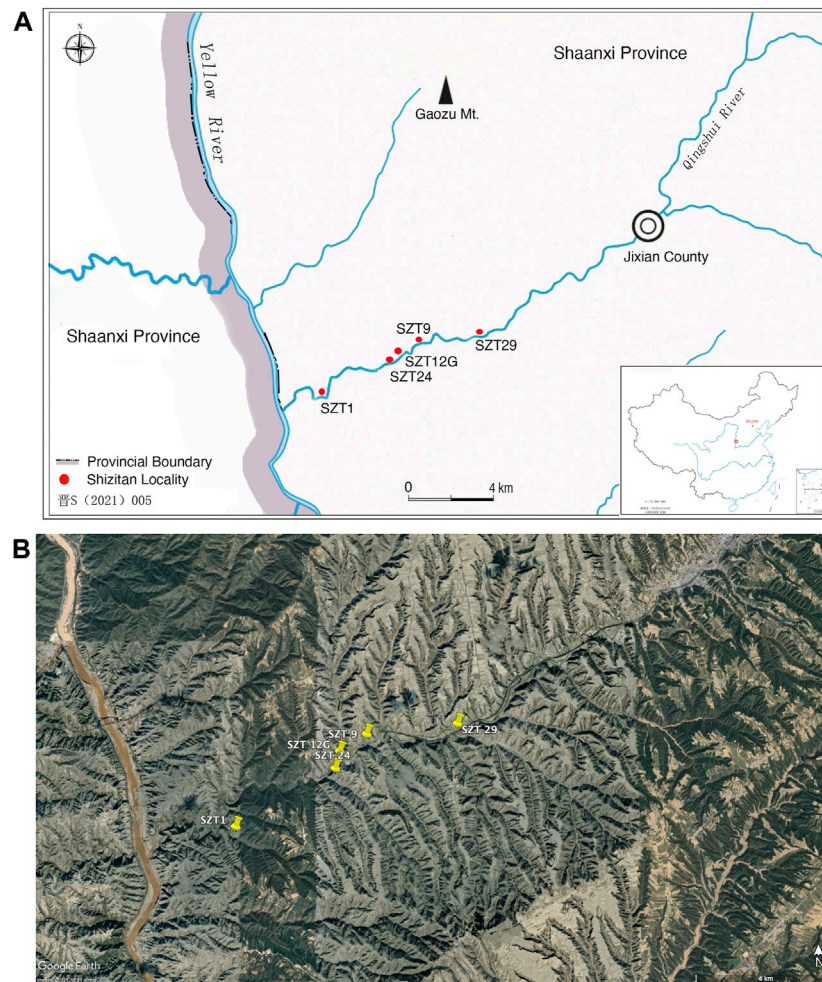 A
N
Yellow River
Shaanxi Province
Gaozu Mt.
Qingshui River
Jixian County
Shaanxi Province
SZT9
SZT29
SZT12G
SZT24
SZT1
Provincial Boundary
Shizitan Locality
晋S（2021）005
0 4 km
B
SZT 9
SZT 29
SZT 12G
SZT 24
SZT1
Google Earth
4 km
N